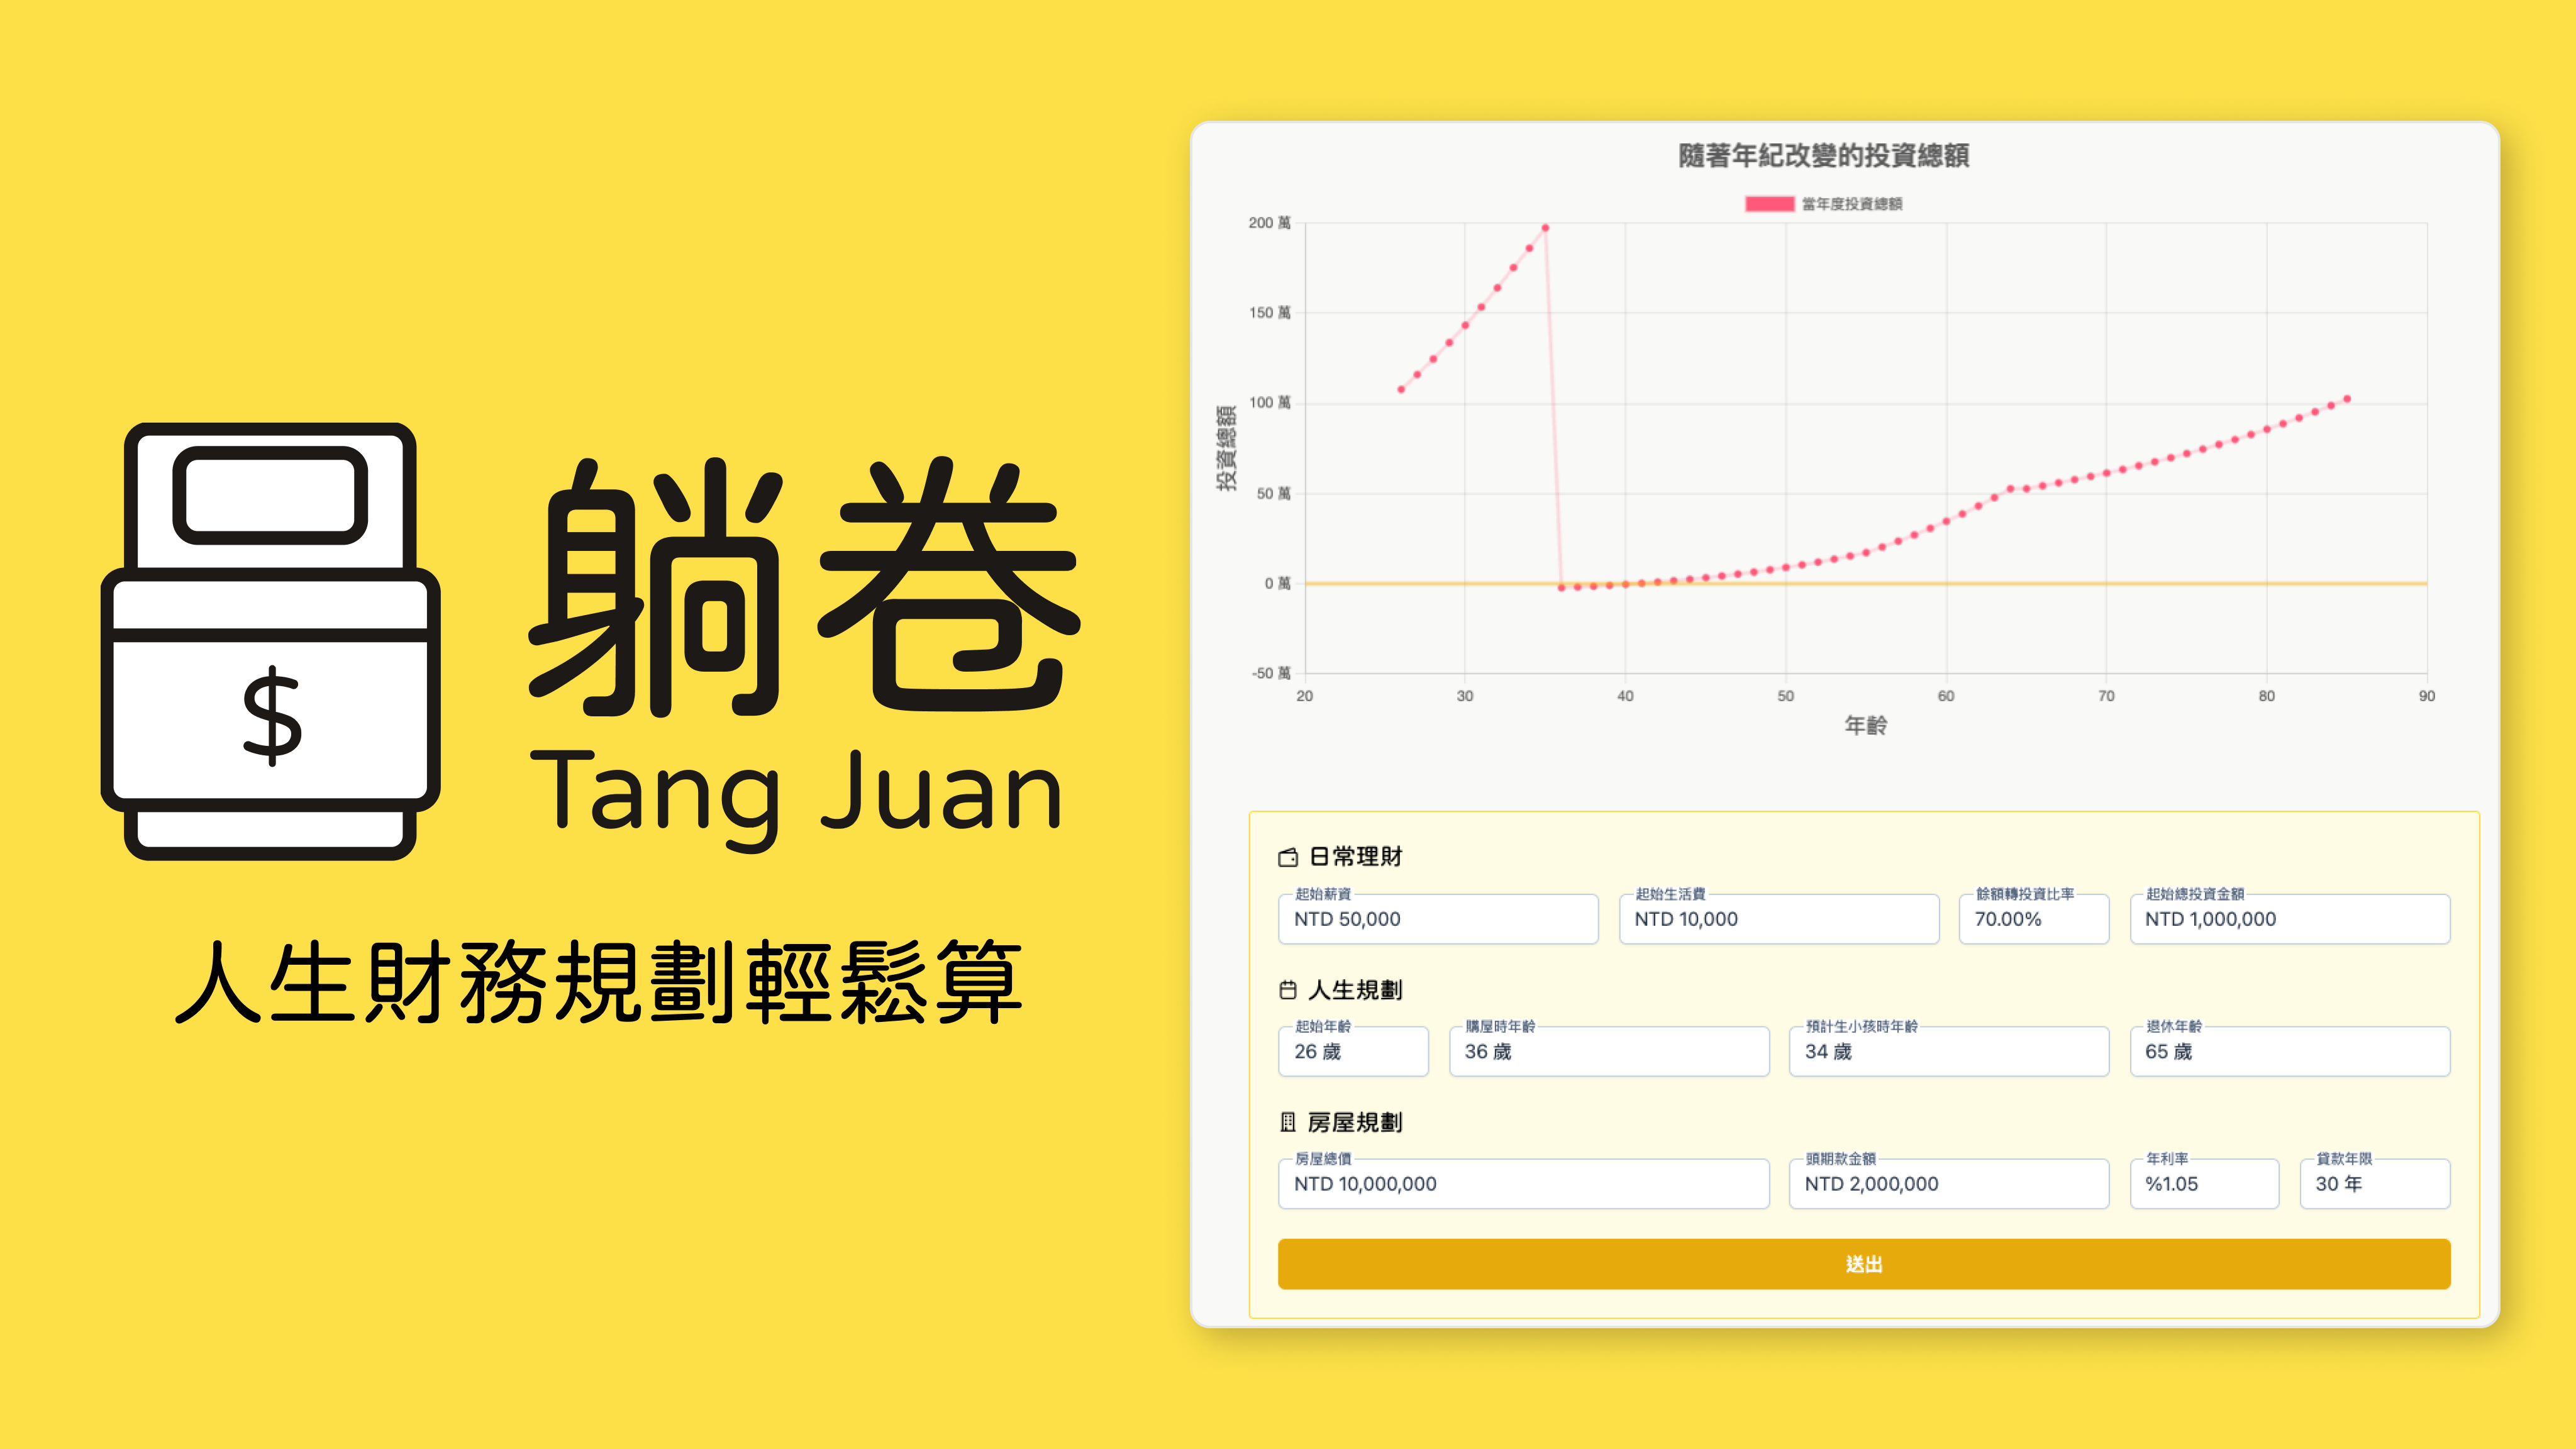 $
躺卷
Tang Juan
人生財務規劃輕鬆算
隨著年紀改變的投資總額
當年度投資總額
200 萬
150 萬
100 萬
50 萬
0 萬
-50 萬
投資總額
20 30 40 50 60 70 80 90
年齡
日常理財
起始薪資 起始生活費 餘額轉投資比率 起始總投資金額
NTD 50,000 NTD 10,000 70.00% NTD 1,000,000
人生規劃
起始年齡 購屋時年齡 預計生小孩時年齡 退休年齡
26 歲 36 歲 34 歲 65 歲
房屋規劃
房屋總價 頭期款金額 年利率 貸款年限
NTD 10,000,000 NTD 2,000,000 %1.05 30 年
送出